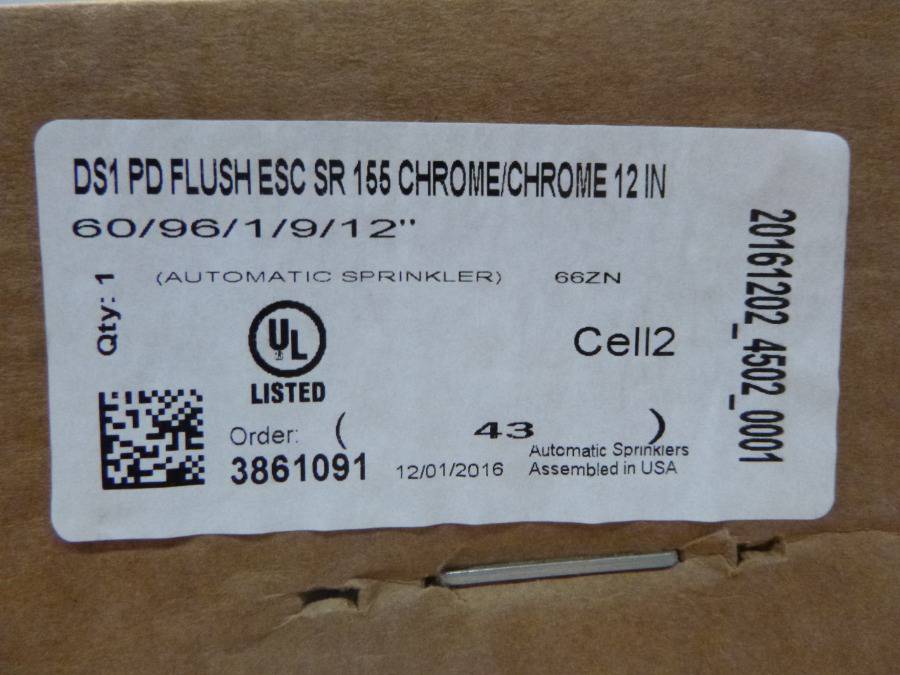 DS1 PD FLUSH ESC SR 155 CHROME/CHROME 12 IN
60/96/1/9/12"
(AUTOMATIC SPRINKLER) 66ZN
Qty: 1
UL
LISTED
Cell2
Order: ( 43 )
3861091 12/01/2016
Automatic Sprinklers
Assembled in USA
20161202_4502_0001